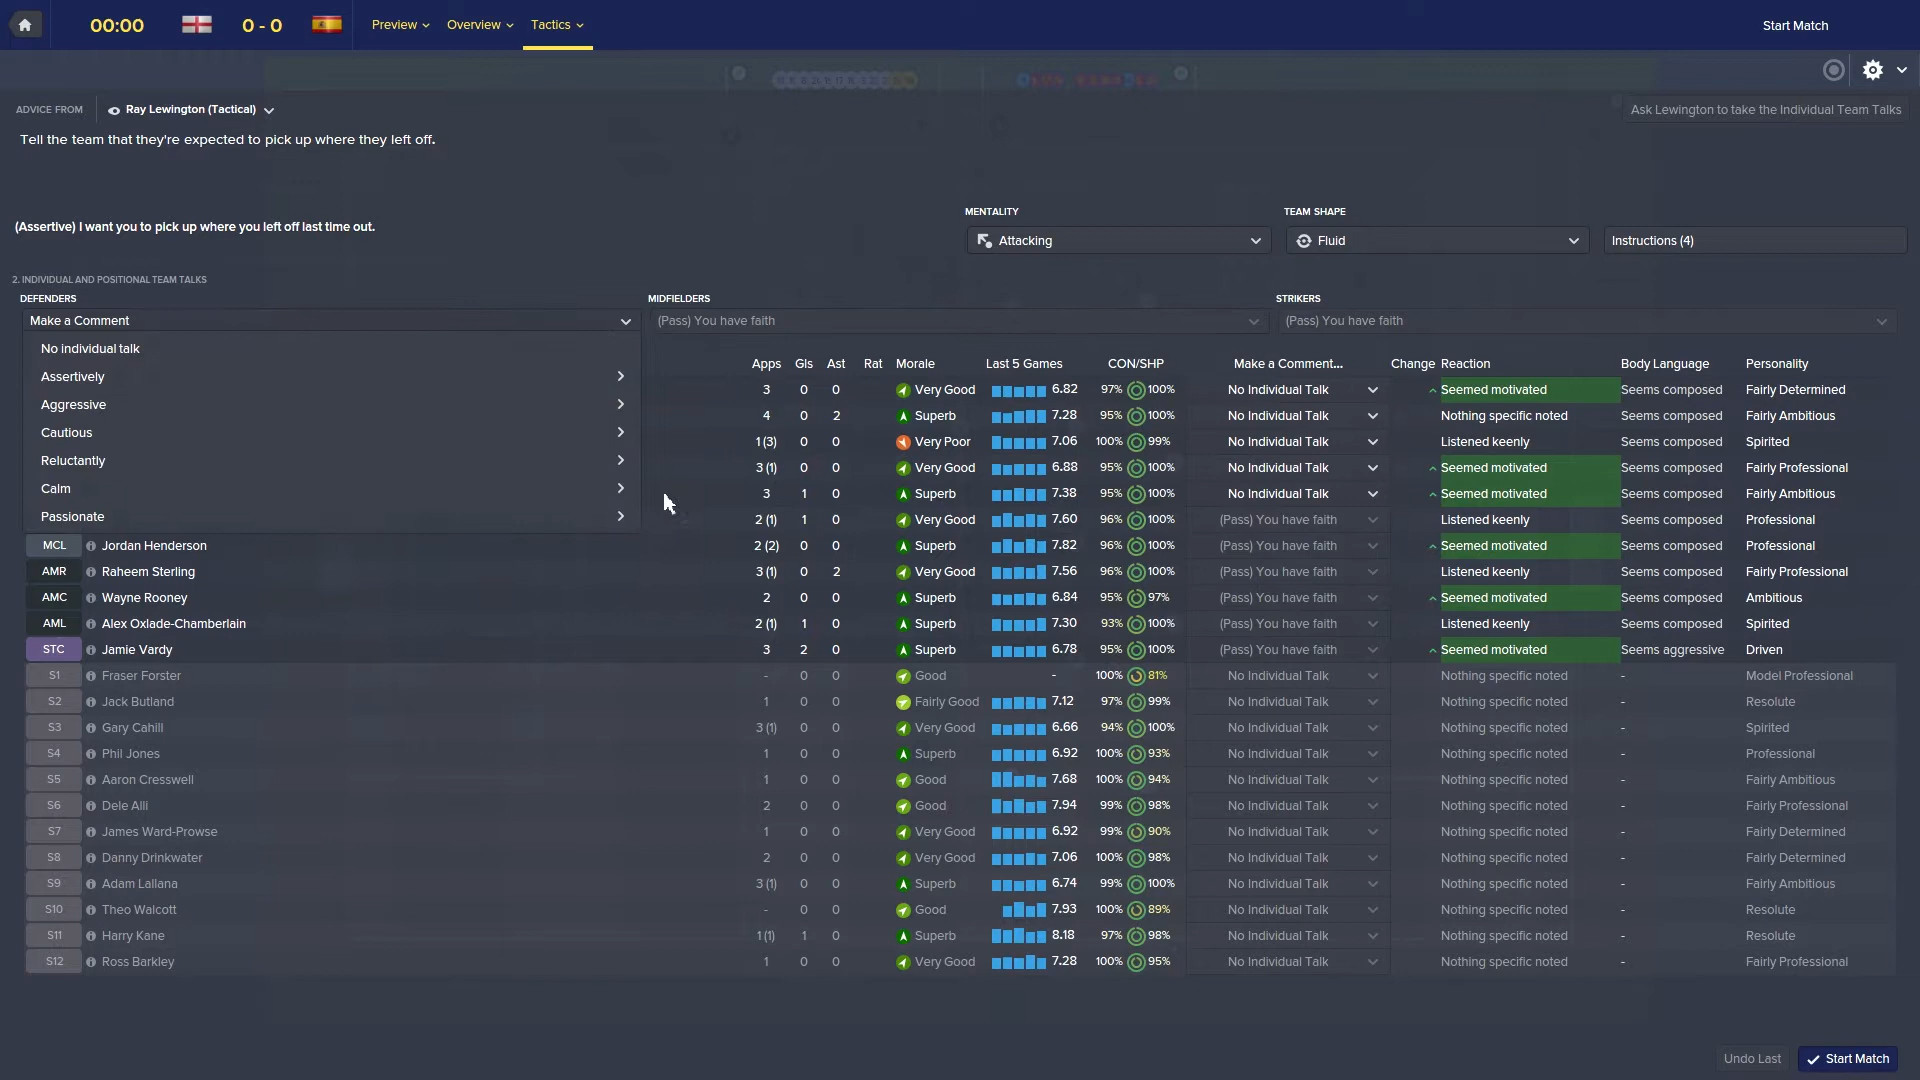 00:00 0 - 0 Preview Overview Tactics Start Match
ADVICE FROM Ray Lewington (Tactical) Ask Lewington to take the Individual Team Talks
Tell the team that they're expected to pick up where they left off.
MENTALITY TEAM SHAPE
(Assertive) I want you to pick up where you left off last time out.
Attacking Fluid Instructions (4)
2. INDIVIDUAL AND POSITIONAL TEAM TALKS
DEFENDERS MIDFIELDERS STRIKERS
Make a Comment (Pass) You have faith (Pass) You have faith
No individual talk
Assertively
Aggressive
Cautious
Reluctantly
Calm
Passionate
Apps Gls Ast Rat Morale Last 5 Games CON/SHP Make a Comment... Change Reaction Body Language Personality
3 0 0 Very Good 6.82 97% 100% No Individual Talk Seemed motivated Seems composed Fairly Determined
4 0 2 Superb 7.28 95% 100% No Individual Talk Nothing specific noted Seems composed Fairly Ambitious
1 (3) 0 0 Very Poor 7.06 100% 99% No Individual Talk Listened keenly Seems composed Spirited
3 (1) 0 0 Very Good 6.88 95% 100% No Individual Talk Seemed motivated Seems composed Fairly Professional
3 1 0 Superb 7.38 95% 100% No Individual Talk Seemed motivated Seems composed Fairly Ambitious
2 (1) 1 0 Very Good 7.60 96% 100% (Pass) You have faith Listened keenly Seems composed Professional
MCL Jordan Henderson 2 (2) 0 0 Superb 7.82 96% 100% (Pass) You have faith Seemed motivated Seems composed Professional
AMR Raheem Sterling 3 (1) 0 2 Very Good 7.56 96% 100% (Pass) You have faith Listened keenly Seems composed Fairly Professional
AMC Wayne Rooney 2 0 0 Superb 6.84 95% 97% (Pass) You have faith Seemed motivated Seems composed Ambitious
AML Alex Oxlade-Chamberlain 2 (1) 1 0 Superb 7.30 93% 100% (Pass) You have faith Listened keenly Seems composed Spirited
STC Jamie Vardy 3 2 0 Superb 6.78 95% 100% (Pass) You have faith Seemed motivated Seems aggressive Driven
S1 Fraser Forster - 0 0 Good - 100% 81% No Individual Talk Nothing specific noted - Model Professional
S2 Jack Butland 1 0 0 Fairly Good 7.12 97% 99% No Individual Talk Nothing specific noted - Resolute
S3 Gary Cahill 3 (1) 0 0 Very Good 6.66 94% 100% No Individual Talk Nothing specific noted - Spirited
S4 Phil Jones 1 0 0 Superb 6.92 100% 93% No Individual Talk Nothing specific noted - Professional
S5 Aaron Cresswell 1 0 0 Good 7.68 100% 94% No Individual Talk Nothing specific noted - Fairly Ambitious
S6 Dele Alli 2 0 0 Good 7.94 99% 98% No Individual Talk Nothing specific noted - Fairly Professional
S7 James Ward-Prowse 1 0 0 Very Good 6.92 99% 90% No Individual Talk Nothing specific noted - Fairly Determined
S8 Danny Drinkwater 2 0 0 Very Good 7.06 100% 98% No Individual Talk Nothing specific noted - Fairly Determined
S9 Adam Lallana 3 (1) 0 0 Superb 6.74 99% 100% No Individual Talk Nothing specific noted - Fairly Ambitious
S10 Theo Walcott - 0 0 Good 7.93 100% 89% No Individual Talk Nothing specific noted - Resolute
S11 Harry Kane 1 (1) 1 0 Superb 8.18 97% 98% No Individual Talk Nothing specific noted - Resolute
S12 Ross Barkley 1 0 0 Very Good 7.28 100% 95% No Individual Talk Nothing specific noted - Fairly Professional
Undo Last Start Match